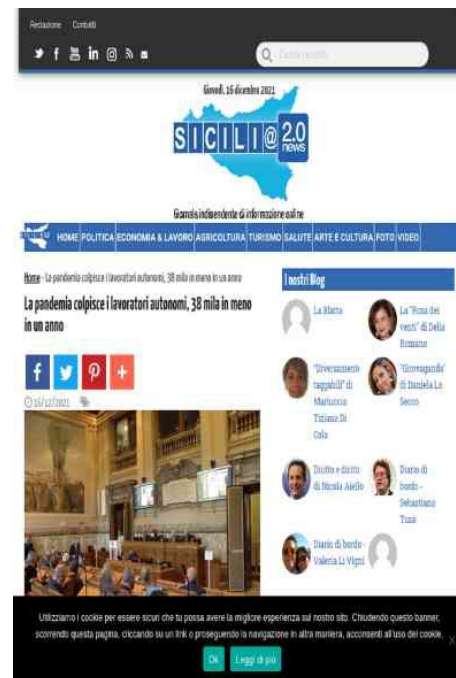 Redazione Contatti
Giovedì, 16 dicembre 2021
SICILI@ 2.0
news
Giornale indipendente di informazione online
HOME POLITICA ECONOMIA & LAVORO AGRICOLTURA TURISMO SALUTE ARTE E CULTURA FOTO VIDEO
Home - La pandemia colpisce i lavoratori autonomi, 38 mila in meno in un anno
La pandemia colpisce i lavoratori autonomi, 38 mila in meno
in un anno
16/12/2021
I nostri Blog
La Blatta
La "Rosa dei
venti" di Delia
Romano
"Diversamente
taggabili" di
Mariuccia
Tiziana Di
Cola
"Girovagando"
di Daniela Lo
Secco
Diritto e diritti
di Nicola Aiello
Diario di
bordo -
Sebastiano
Tusa
Diario di bordo -
Valeria Li Vigni
Utilizziamo i cookie per essere sicuri che tu possa avere la migliore esperienza sul nostro sito. Chiudendo questo banner,
scorrendo questa pagina, cliccando su un link o proseguendo la navigazione in altra maniera, acconsenti all'uso dei cookie.
Ok Leggi di più